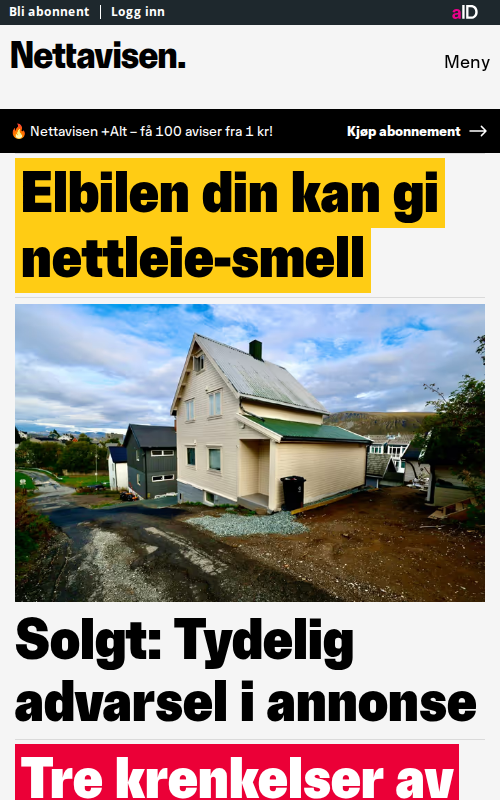 Bli abonnent | Logg inn
aID
Nettavisen.
Meny
🔥 Nettavisen +Alt – få 100 aviser fra 1 kr!
Kjøp abonnement →
Elbilen din kan gi
nettleie-smell
Solgt: Tydelig
advarsel i annonse
Tre krenkelser av